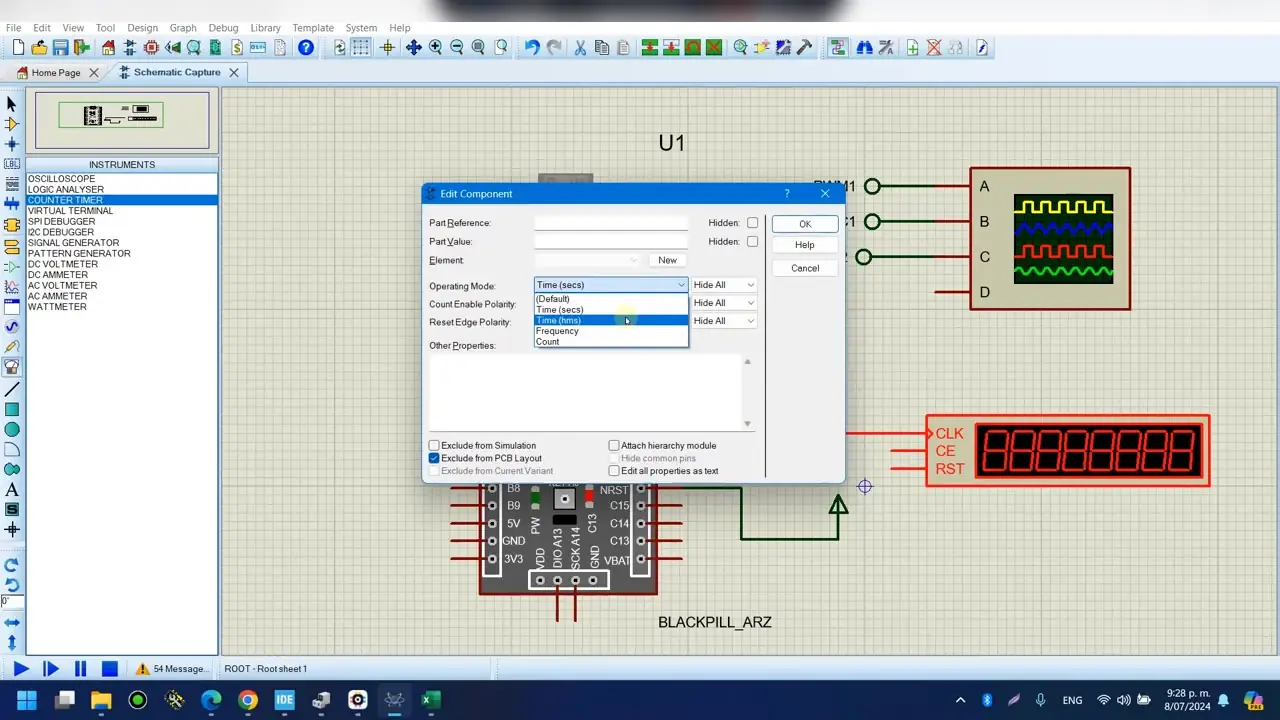 File Edit View Tool Design Graph Debug Library Template System Help
Home Page
Schematic Capture
INSTRUMENTS
OSCILLOSCOPE
LOGIC ANALYSER
COUNTER TIMER
VIRTUAL TERMINAL
SPI DEBUGGER
I2C DEBUGGER
SIGNAL GENERATOR
PATTERN GENERATOR
DC VOLTMETER
DC AMMETER
AC VOLTMETER
AC AMMETER
WATTMETER
U1
A
B
C
D
Edit Component
?
Part Reference:
Hidden:
OK
Part Value:
Hidden:
Help
Element:
New
Cancel
Operating Mode:
Time (secs)
Hide All
(Default)
Time (secs)
Time (hms)
Frequency
Count
Count Enable Polarity:
Hide All
Reset Edge Polarity:
Hide All
Other Properties:
Exclude from Simulation
Attach hierarchy module
Exclude from PCB Layout
Hide common pins
Exclude from Current Variant
Edit all properties as text
CLK
CE
RST
88888888
B8
B9
5V
GND
3V3
PW
C13
NRST
C15
C14
C13
VBAT
VDD
DIO A13
SCK A14
GND
BLACKPILL_ARZ
LBL
A
S
0°
54 Message...
ROOT - Root sheet 1
IDE
ENG
9:28 p. m.
8/07/2024